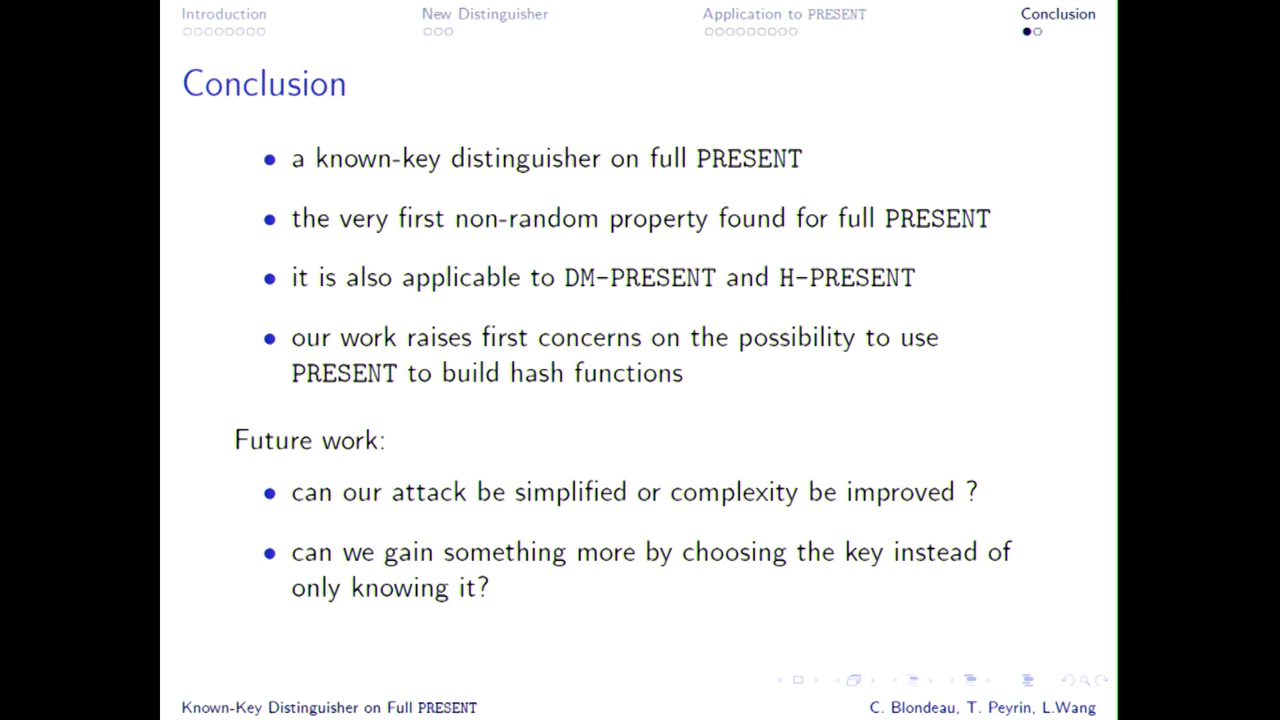 Introduction New Distinguisher Application to PRESENT Conclusion
Conclusion
a known-key distinguisher on full PRESENT
the very first non-random property found for full PRESENT
it is also applicable to DM-PRESENT and H-PRESENT
our work raises first concerns on the possibility to use
PRESENT to build hash functions
Future work:
can our attack be simplified or complexity be improved ?
can we gain something more by choosing the key instead of
only knowing it?
Known-Key Distinguisher on Full PRESENT C. Blondeau, T. Peyrin, L.Wang